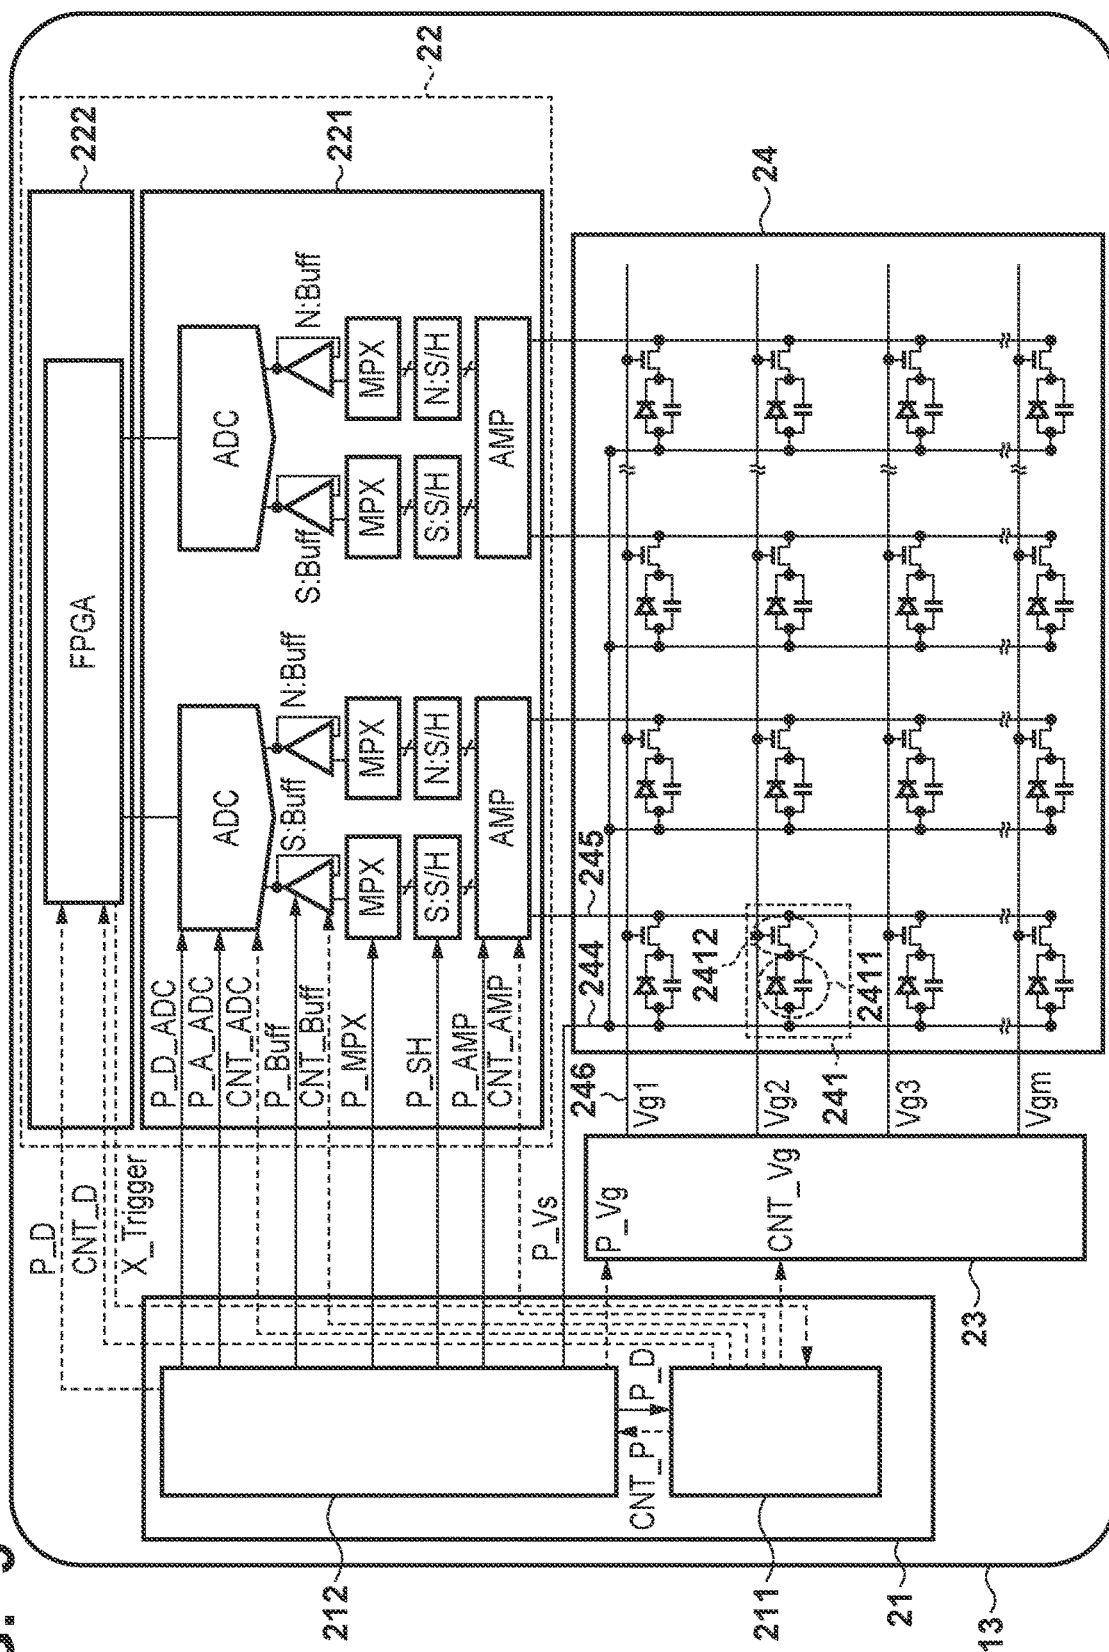 22
222
221
FPGA
ADC
ADC
S:Buff
N:Buff
S:Buff
N:Buff
MPX
MPX
MPX
MPX
S:S/H
N:S/H
S:S/H
N:S/H
AMP
AMP
P_D
CNT_D
X_Trigger
P_D_ADC
P_A_ADC
CNT_ADC
P_Buff
CNT_Buff
P_MPX
P_SH
P_AMP
CNT_AMP
P_Vs
212
CNT_P
P_D
211
21
13
P_Vg
CNT_Vg
23
246
Vg1
Vg2
Vg3
Vgm
244
245
24
2412
2411
241